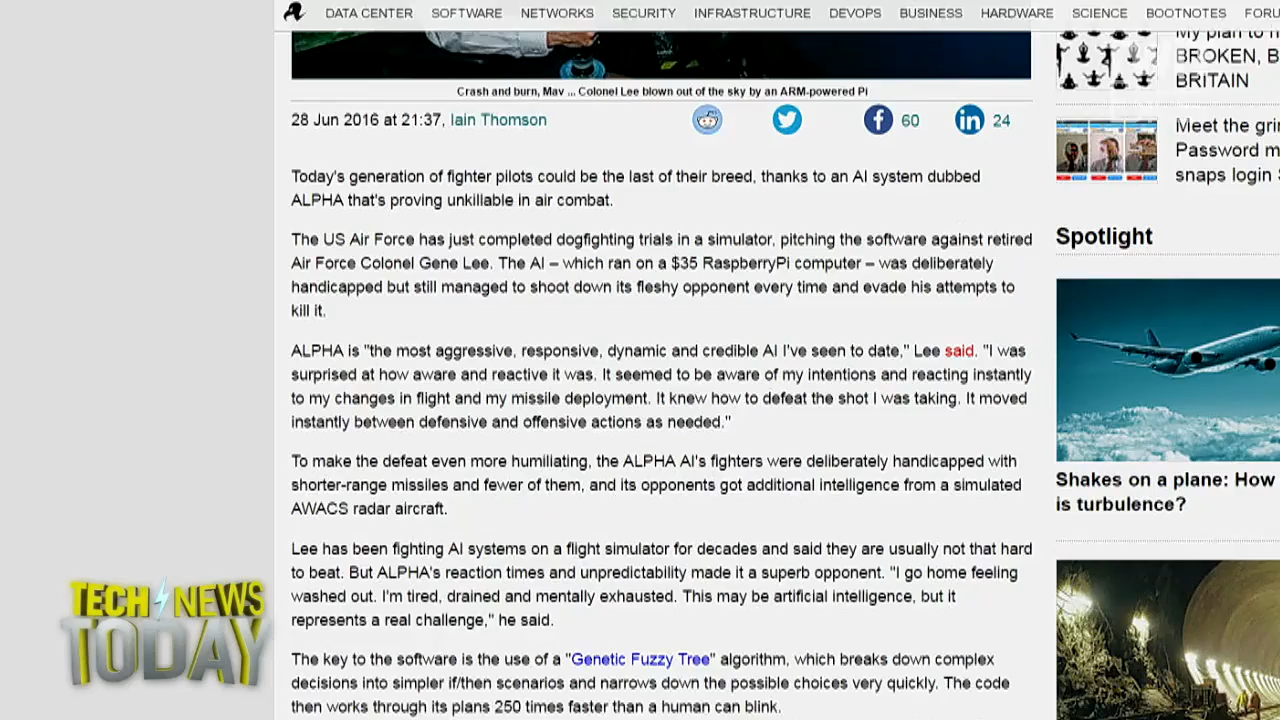 DATA CENTER SOFTWARE NETWORKS SECURITY INFRASTRUCTURE DEVOPS BUSINESS HARDWARE SCIENCE BOOTNOTES FORU
Crash and burn, Mav ... Colonel Lee blown out of the sky by an ARM-powered Pi
28 Jun 2016 at 21:37, Iain Thomson
60
in 24
Today's generation of fighter pilots could be the last of their breed, thanks to an AI system dubbed
ALPHA that's proving unkillable in air combat.
The US Air Force has just completed dogfighting trials in a simulator, pitching the software against retired
Air Force Colonel Gene Lee. The AI – which ran on a $35 RaspberryPi computer – was deliberately
handicapped but still managed to shoot down its fleshy opponent every time and evade his attempts to
kill it.
ALPHA is "the most aggressive, responsive, dynamic and credible AI I've seen to date," Lee said. "I was
surprised at how aware and reactive it was. It seemed to be aware of my intentions and reacting instantly
to my changes in flight and my missile deployment. It knew how to defeat the shot I was taking. It moved
instantly between defensive and offensive actions as needed."
To make the defeat even more humiliating, the ALPHA AI's fighters were deliberately handicapped with
shorter-range missiles and fewer of them, and its opponents got additional intelligence from a simulated
AWACS radar aircraft.
Lee has been fighting AI systems on a flight simulator for decades and said they are usually not that hard
to beat. But ALPHA's reaction times and unpredictability made it a superb opponent. "I go home feeling
washed out. I'm tired, drained and mentally exhausted. This may be artificial intelligence, but it
represents a real challenge," he said.
The key to the software is the use of a "Genetic Fuzzy Tree" algorithm, which breaks down complex
decisions into simpler if/then scenarios and narrows down the possible choices very quickly. The code
then works through its plans 250 times faster than a human can blink.
My plan to
BROKEN, B
BRITAIN
Meet the gri
Password m
snaps login
Spotlight
Shakes on a plane: How
is turbulence?
TECH NEWS
TODAY